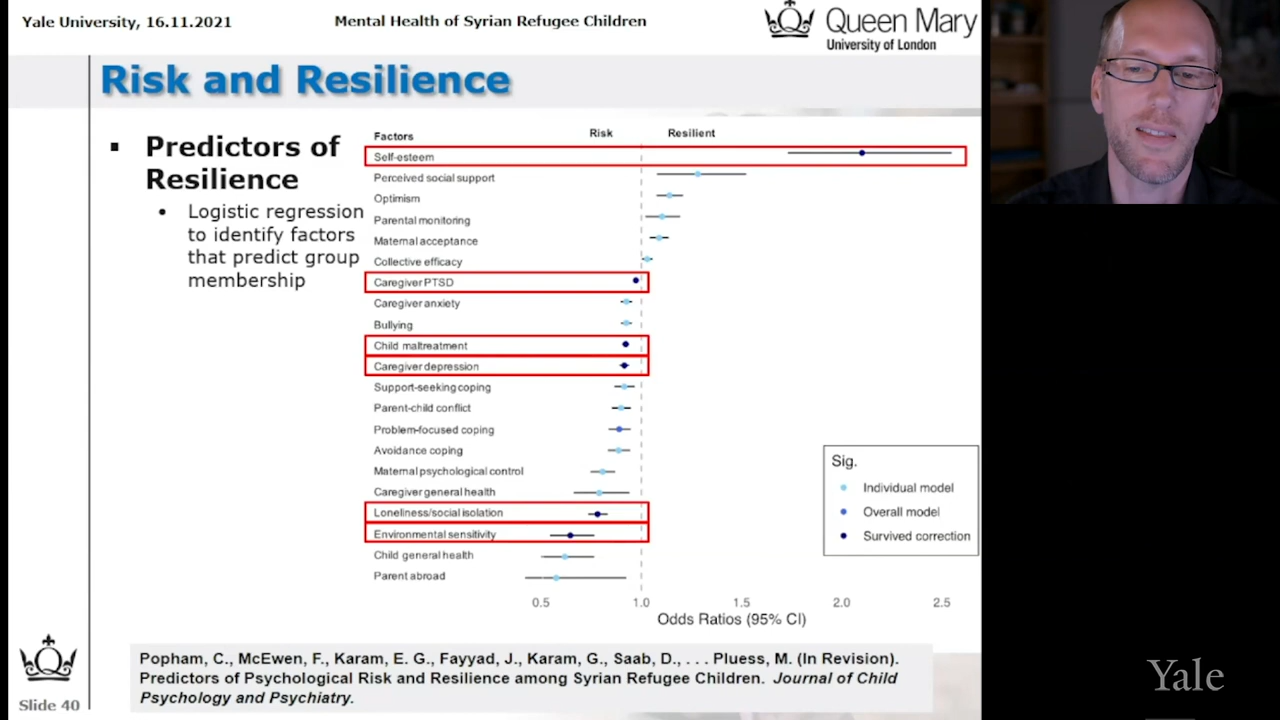 Yale University, 16.11.2021
Mental Health of Syrian Refugee Children
Queen Mary
University of London
Risk and Resilience
Predictors of
Resilience
Logistic regression
to identify factors
that predict group
membership
Factors
Risk
Resilient
Self-esteem
Perceived social support
Optimism
Parental monitoring
Maternal acceptance
Collective efficacy
Caregiver PTSD
Caregiver anxiety
Bullying
Child maltreatment
Caregiver depression
Support-seeking coping
Parent-child conflict
Problem-focused coping
Avoidance coping
Maternal psychological control
Caregiver general health
Loneliness/social isolation
Environmental sensitivity
Child general health
Parent abroad
0.5 1.0 1.5 2.0 2.5
Odds Ratios (95% CI)
Sig.
Individual model
Overall model
Survived correction
Popham, C., McEwen, F., Karam, E. G., Fayyad, J., Karam, G., Saab, D., . . . Pluess, M. (In Revision).
Predictors of Psychological Risk and Resilience among Syrian Refugee Children. Journal of Child
Psychology and Psychiatry.
Slide 40
Yale